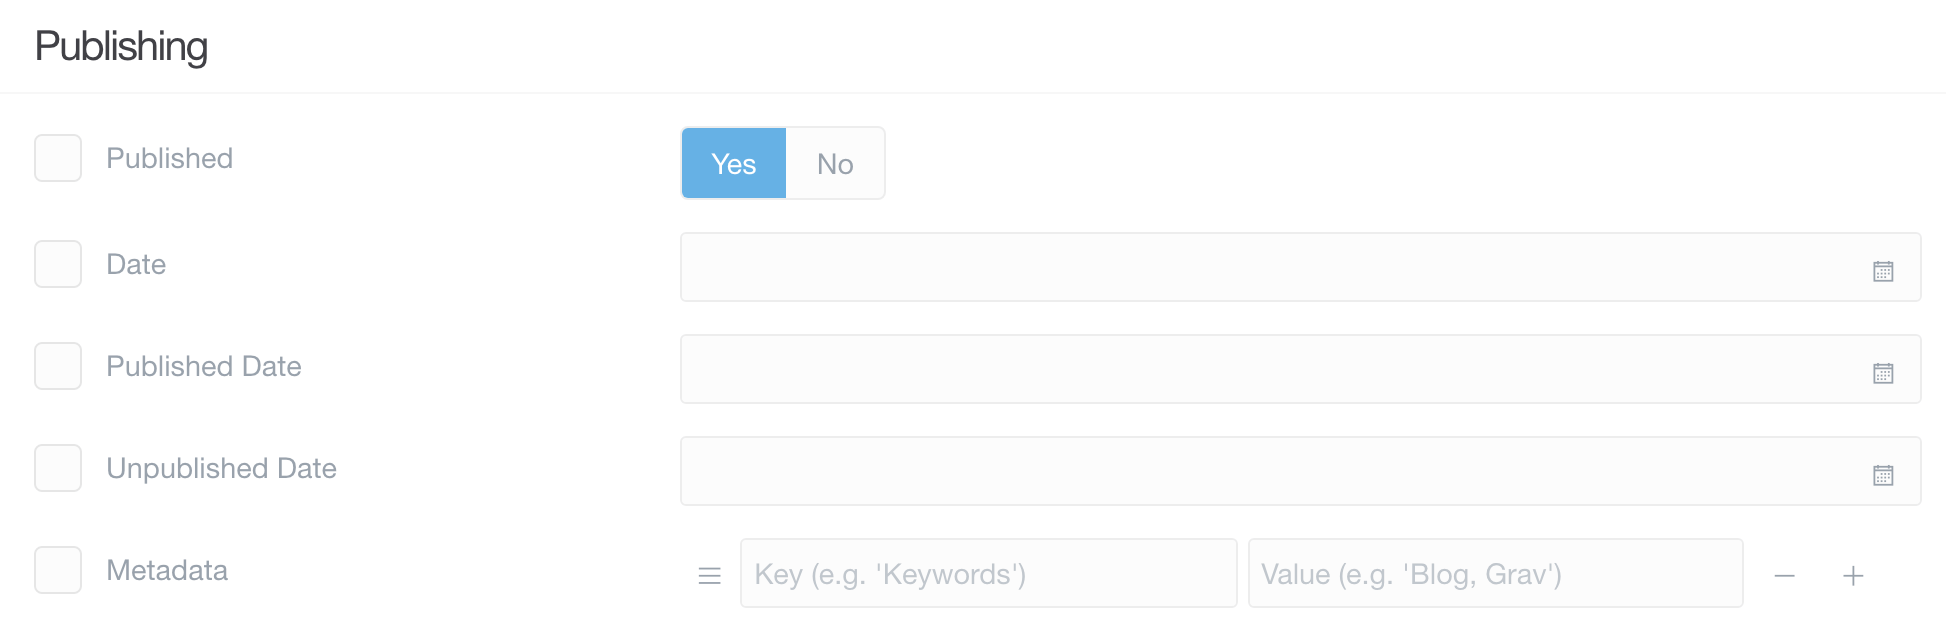 Publishing
Published Yes No
Date
Published Date
Unpublished Date
Metadata Key (e.g. 'Keywords') Value (e.g. 'Blog, Grav')